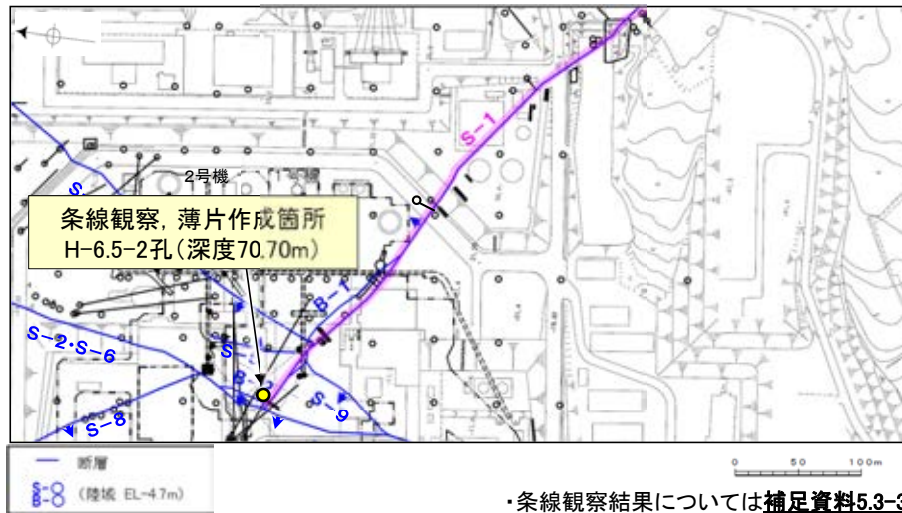 S-1
2号機
条線観察，薄片作成箇所
H-6.5-2孔(深度70.70m)
B-1
S-2・S-6
S-9
S-8
断層
S-○
B-○ (陸域 EL-4.7m)
0 50 100m
・条線観察結果については補足資料5.3-3